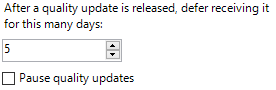 After a quality update is released, defer receiving it
for this many days:
5
Pause quality updates